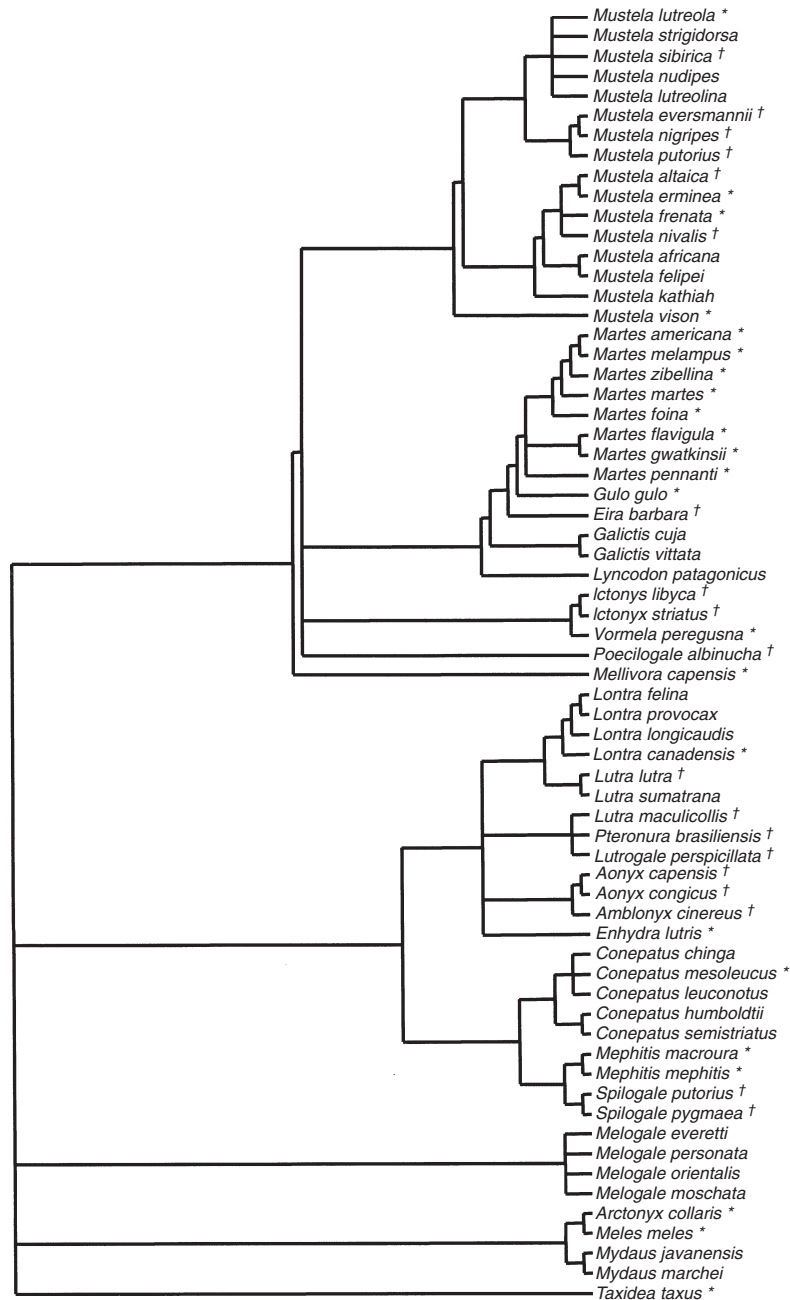 Mustela lutreola *
Mustela strigidorsa
Mustela sibirica †
Mustela nudipes
Mustela lutreolina
Mustela eversmannii †
Mustela nigripes †
Mustela putorius †
Mustela altaica †
Mustela erminea *
Mustela frenata *
Mustela nivalis †
Mustela africana
Mustela felipei
Mustela kathiah
Mustela vison *
Martes americana *
Martes melampus *
Martes zibellina *
Martes martes *
Martes foina *
Martes flavigula *
Martes gwatkinsii *
Martes pennanti *
Gulo gulo *
Eira barbara †
Galictis cuja
Galictis vittata
Lyncodon patagonicus
Ictonys libyca †
Ictonyx striatus †
Vormela peregusna *
Poecilogale albinucha †
Mellivora capensis *
Lontra felina
Lontra provocax
Lontra longicaudis
Lontra canadensis *
Lutra lutra †
Lutra sumatrana
Lutra maculicollis †
Pteronura brasiliensis †
Lutrogale perspicillata †
Aonyx capensis †
Aonyx congicus †
Amblonyx cinereus †
Enhydra lutris *
Conepatus chinga
Conepatus mesoleucus *
Conepatus leuconotus
Conepatus humboldtii
Conepatus semistriatus
Mephitis macroura *
Mephitis mephitis *
Spilogale putorius †
Spilogale pygmaea †
Melogale everetti
Melogale personata
Melogale orientalis
Melogale moschata
Arctonyx collaris *
Meles meles *
Mydaus javanensis
Mydaus marchei
Taxidea taxus *